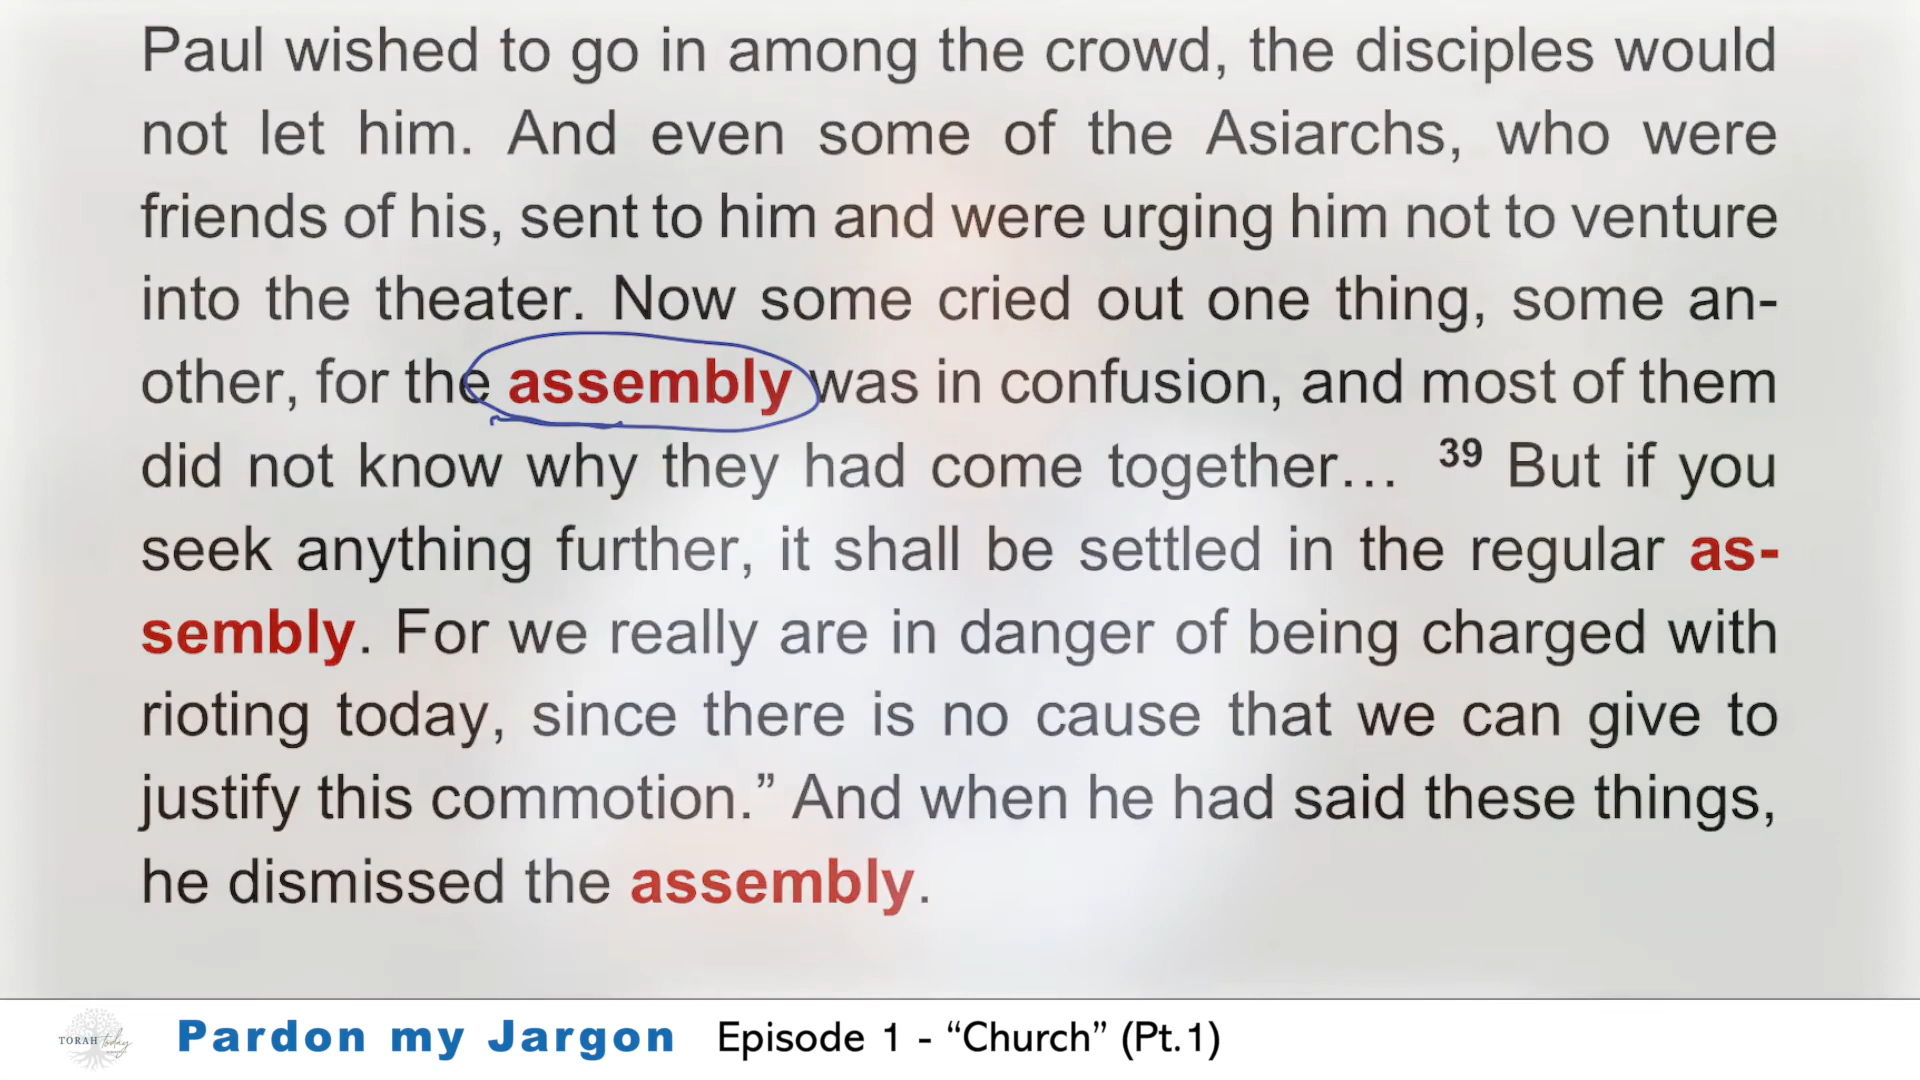 Paul wished to go in among the crowd, the disciples would
not let him. And even some of the Asiarchs, who were
friends of his, sent to him and were urging him not to venture
into the theater. Now some cried out one thing, some an-
other, for the assembly was in confusion, and most of them
did not know why they had come together… 39 But if you
seek anything further, it shall be settled in the regular as-
sembly. For we really are in danger of being charged with
rioting today, since there is no cause that we can give to
justify this commotion.” And when he had said these things,
he dismissed the assembly.
TORAH today
Pardon my Jargon Episode 1 - “Church” (Pt.1)